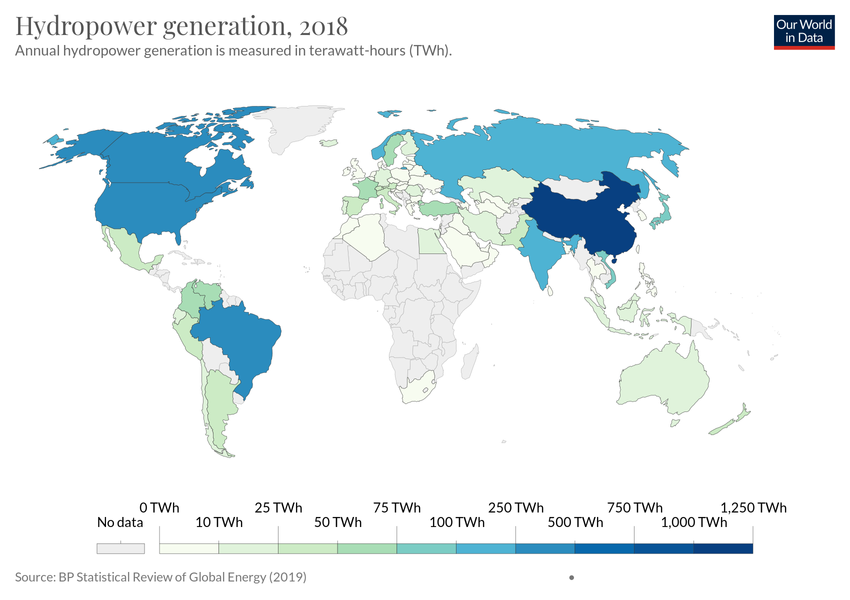 Hydropower generation, 2018
Annual hydropower generation is measured in terawatt-hours (TWh).
Our World
in Data
0 TWh 25 TWh 75 TWh 250 TWh 750 TWh 1,250 TWh
No data 10 TWh 50 TWh 100 TWh 500 TWh 1,000 TWh
Source: BP Statistical Review of Global Energy (2019)